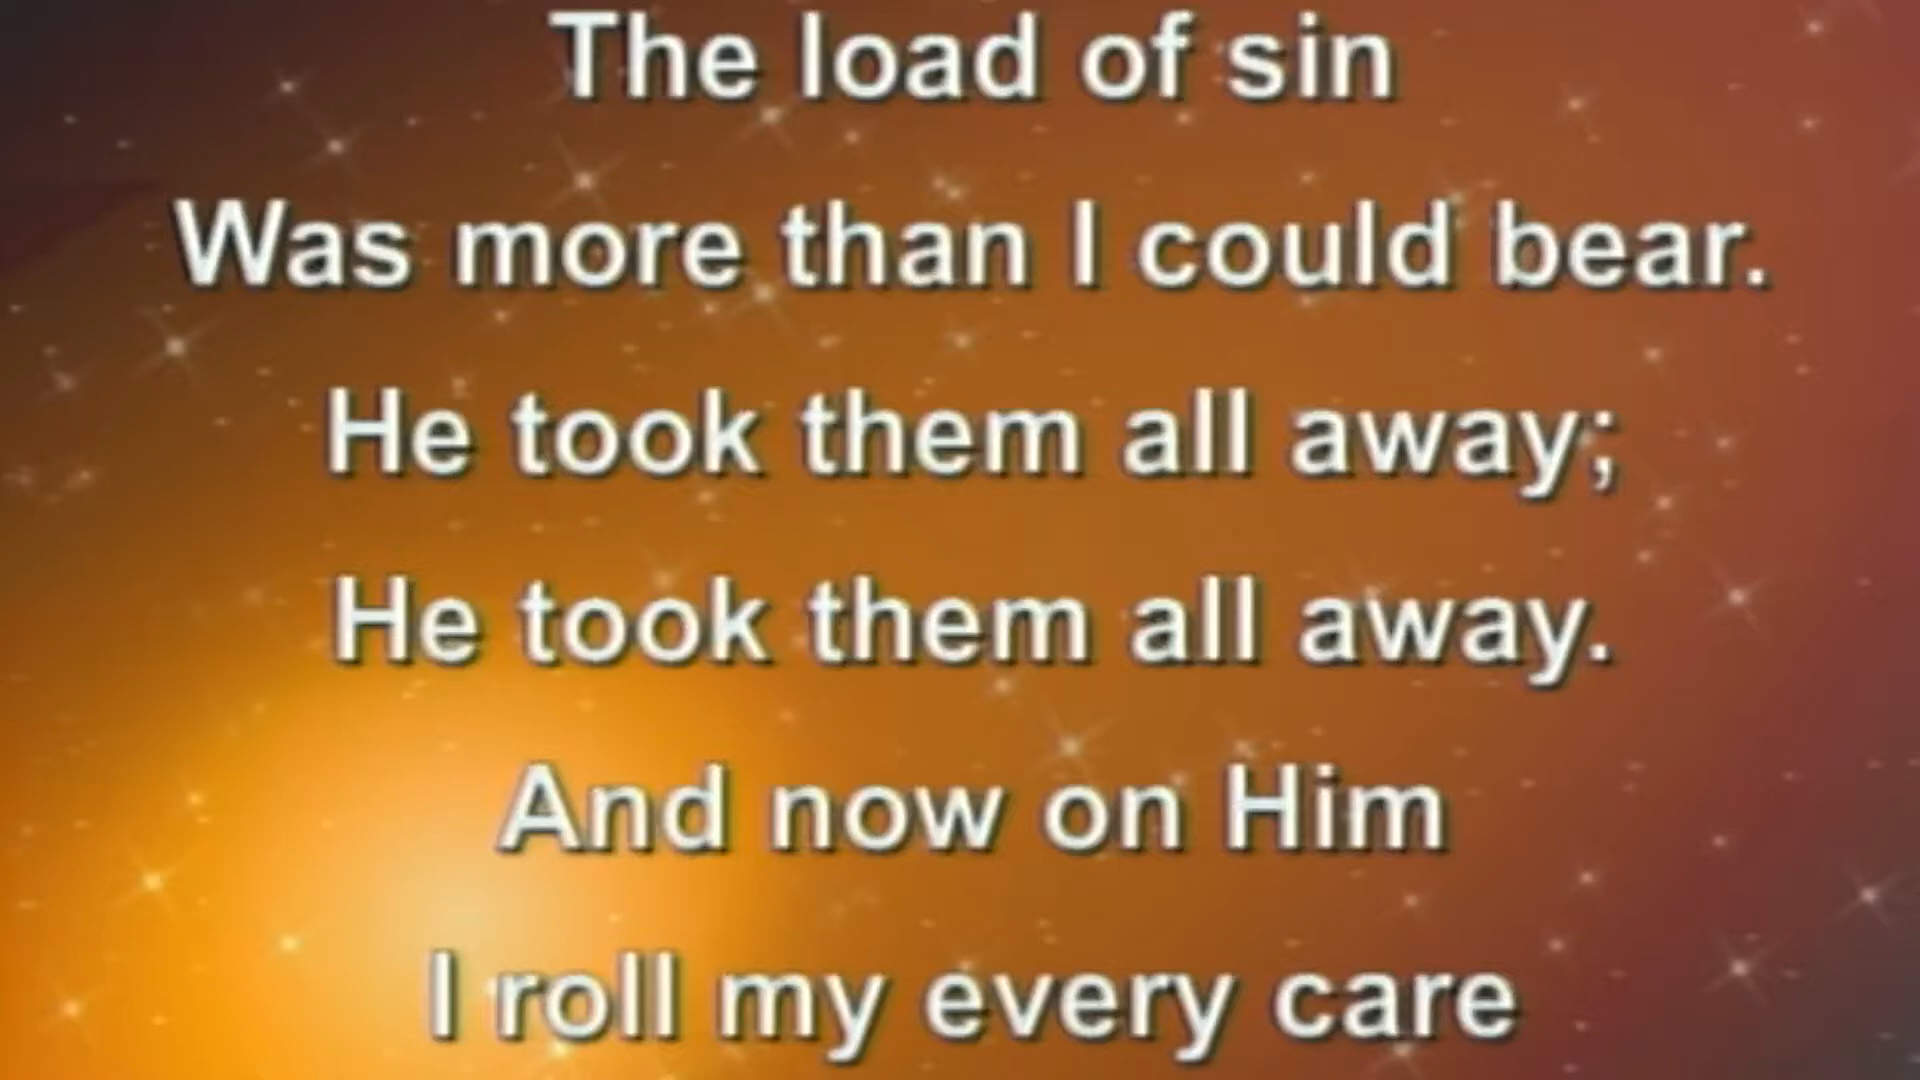 The load of sin
Was more than I could bear.
He took them all away;
He took them all away.
And now on Him
I roll my every care